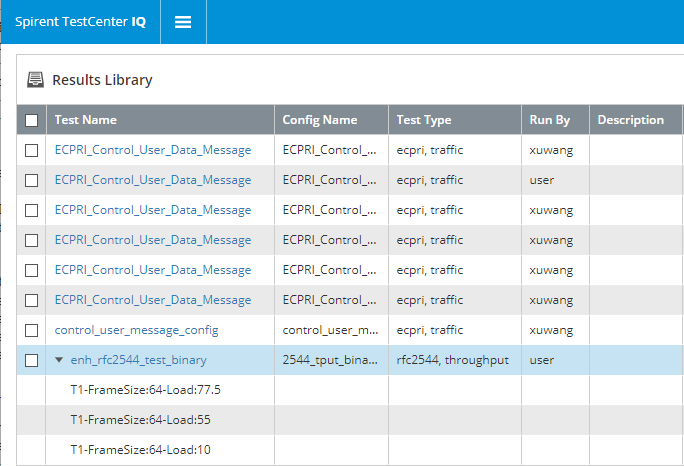 Spirent TestCenter IQ
Results Library
Test Name Config Name Test Type Run By Description
ECPRI_Control_User_Data_Message ECPRI_Control_... ecpri, traffic xuwang
ECPRI_Control_User_Data_Message ECPRI_Control_... ecpri, traffic user
ECPRI_Control_User_Data_Message ECPRI_Control_... ecpri, traffic xuwang
ECPRI_Control_User_Data_Message ECPRI_Control_... ecpri, traffic xuwang
ECPRI_Control_User_Data_Message ECPRI_Control_... ecpri, traffic xuwang
ECPRI_Control_User_Data_Message ECPRI_Control_... ecpri, traffic xuwang
control_user_message_config control_user_m... ecpri, traffic xuwang
enh_rfc2544_test_binary 2544_tput_bina... rfc2544, throughput user
T1-FrameSize:64-Load:77.5
T1-FrameSize:64-Load:55
T1-FrameSize:64-Load:10